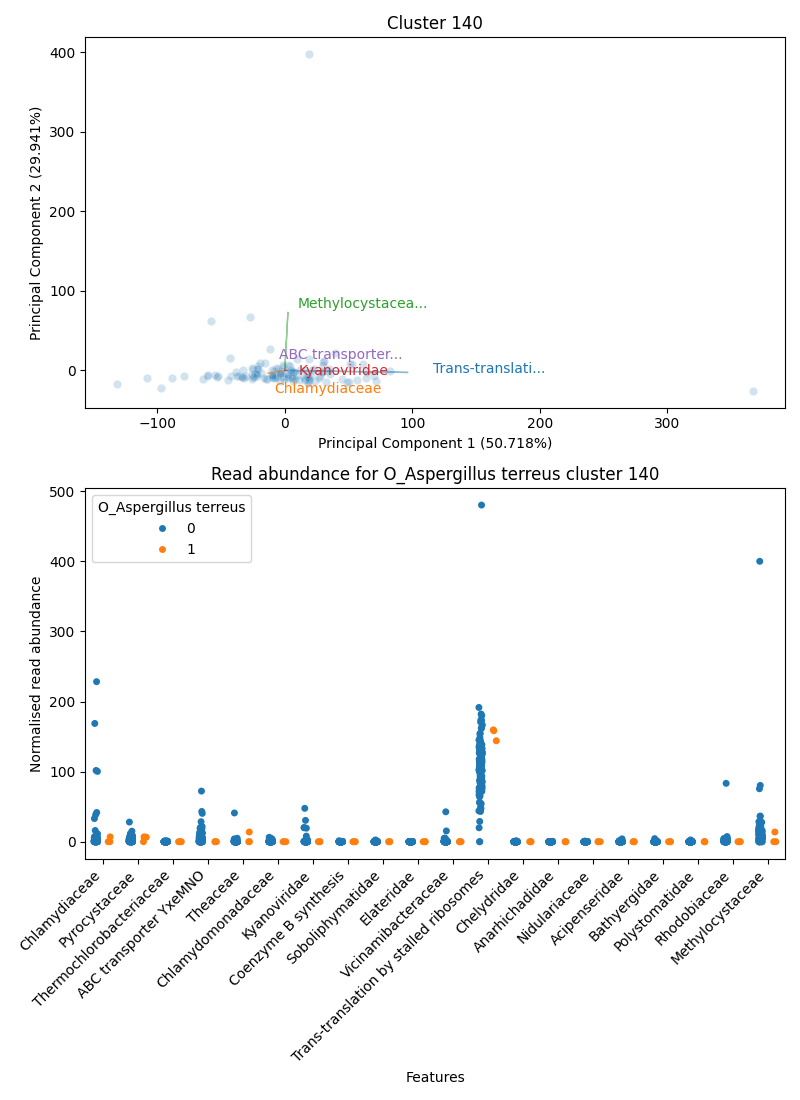 Cluster 140
Principal Component 2 (29.941%)
400
300
200
100
0
Methylocystacea...
ABC transporter...
Kyanoviridae
Trans-translati...
Chlamydiaceae
−100
0
100
200
300
Principal Component 1 (50.718%)
Read abundance for O_Aspergillus terreus cluster 140
Normalised read abundance
500
400
300
200
100
0
O_Aspergillus terreus
0
1
Chlamydiaceae
Pyrocystaceae
Thermochlorobacteriaceae
ABC transporter YxeMNO
Theaceae
Chlamydomonadaceae
Kyanoviridae
Coenzyme B synthesis
Soboliphymatidae
Elateridae
Vicinamibacteraceae
Trans-translation by stalled ribosomes
Chelydridae
Anarhichadidae
Nidulariaceae
Acipenseridae
Bathyergidae
Polystomatidae
Rhodobiaceae
Methylocystaceae
Features